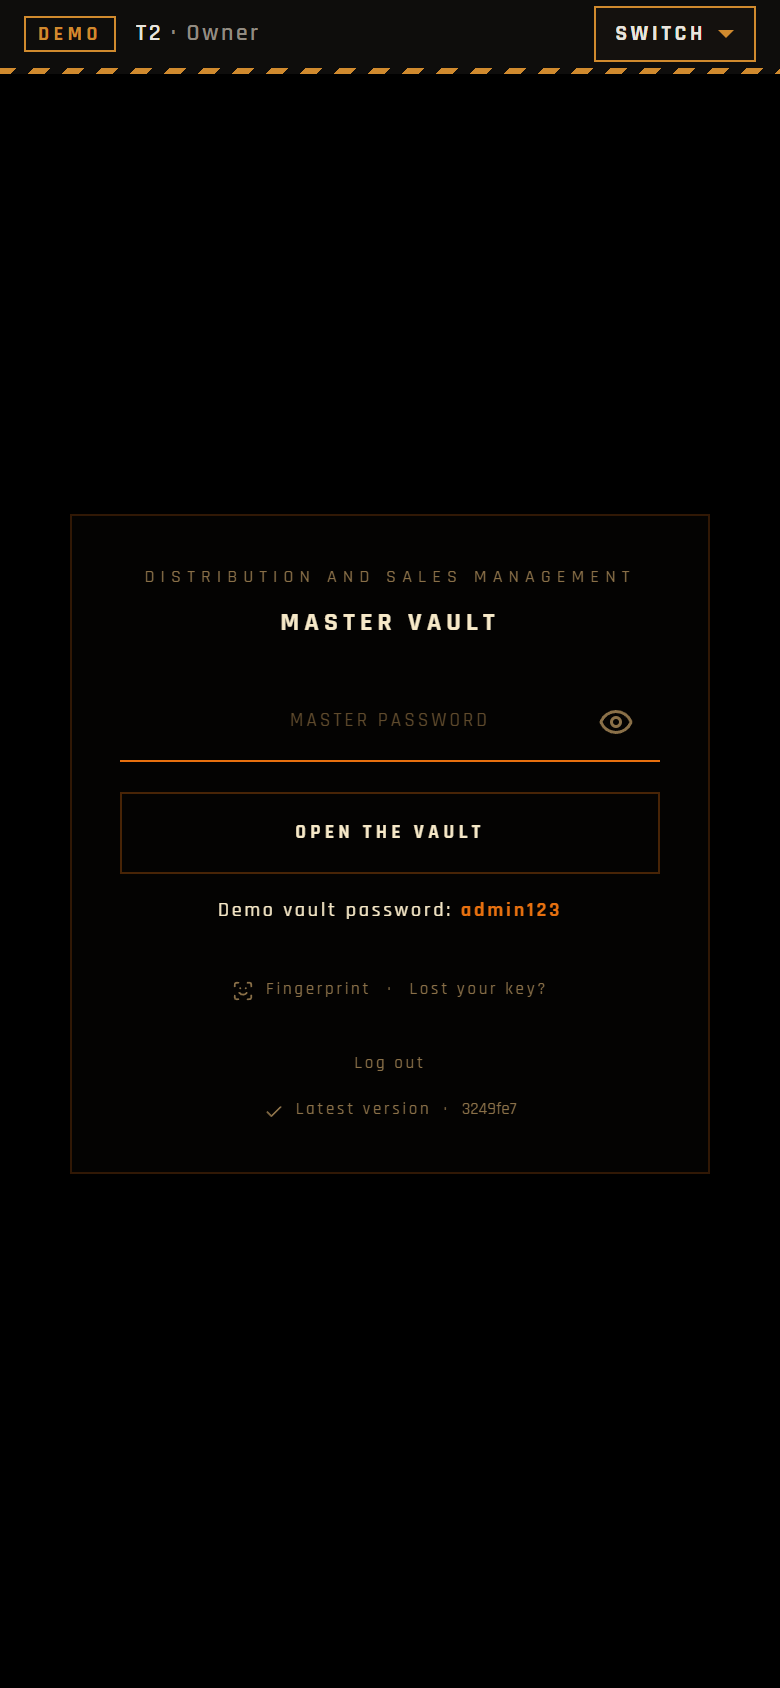 DEMO T2 · Owner SWITCH
DISTRIBUTION AND SALES MANAGEMENT
MASTER VAULT
MASTER PASSWORD
OPEN THE VAULT
Demo vault password: admin123
Fingerprint · Lost your key?
Log out
Latest version · 3249fe7